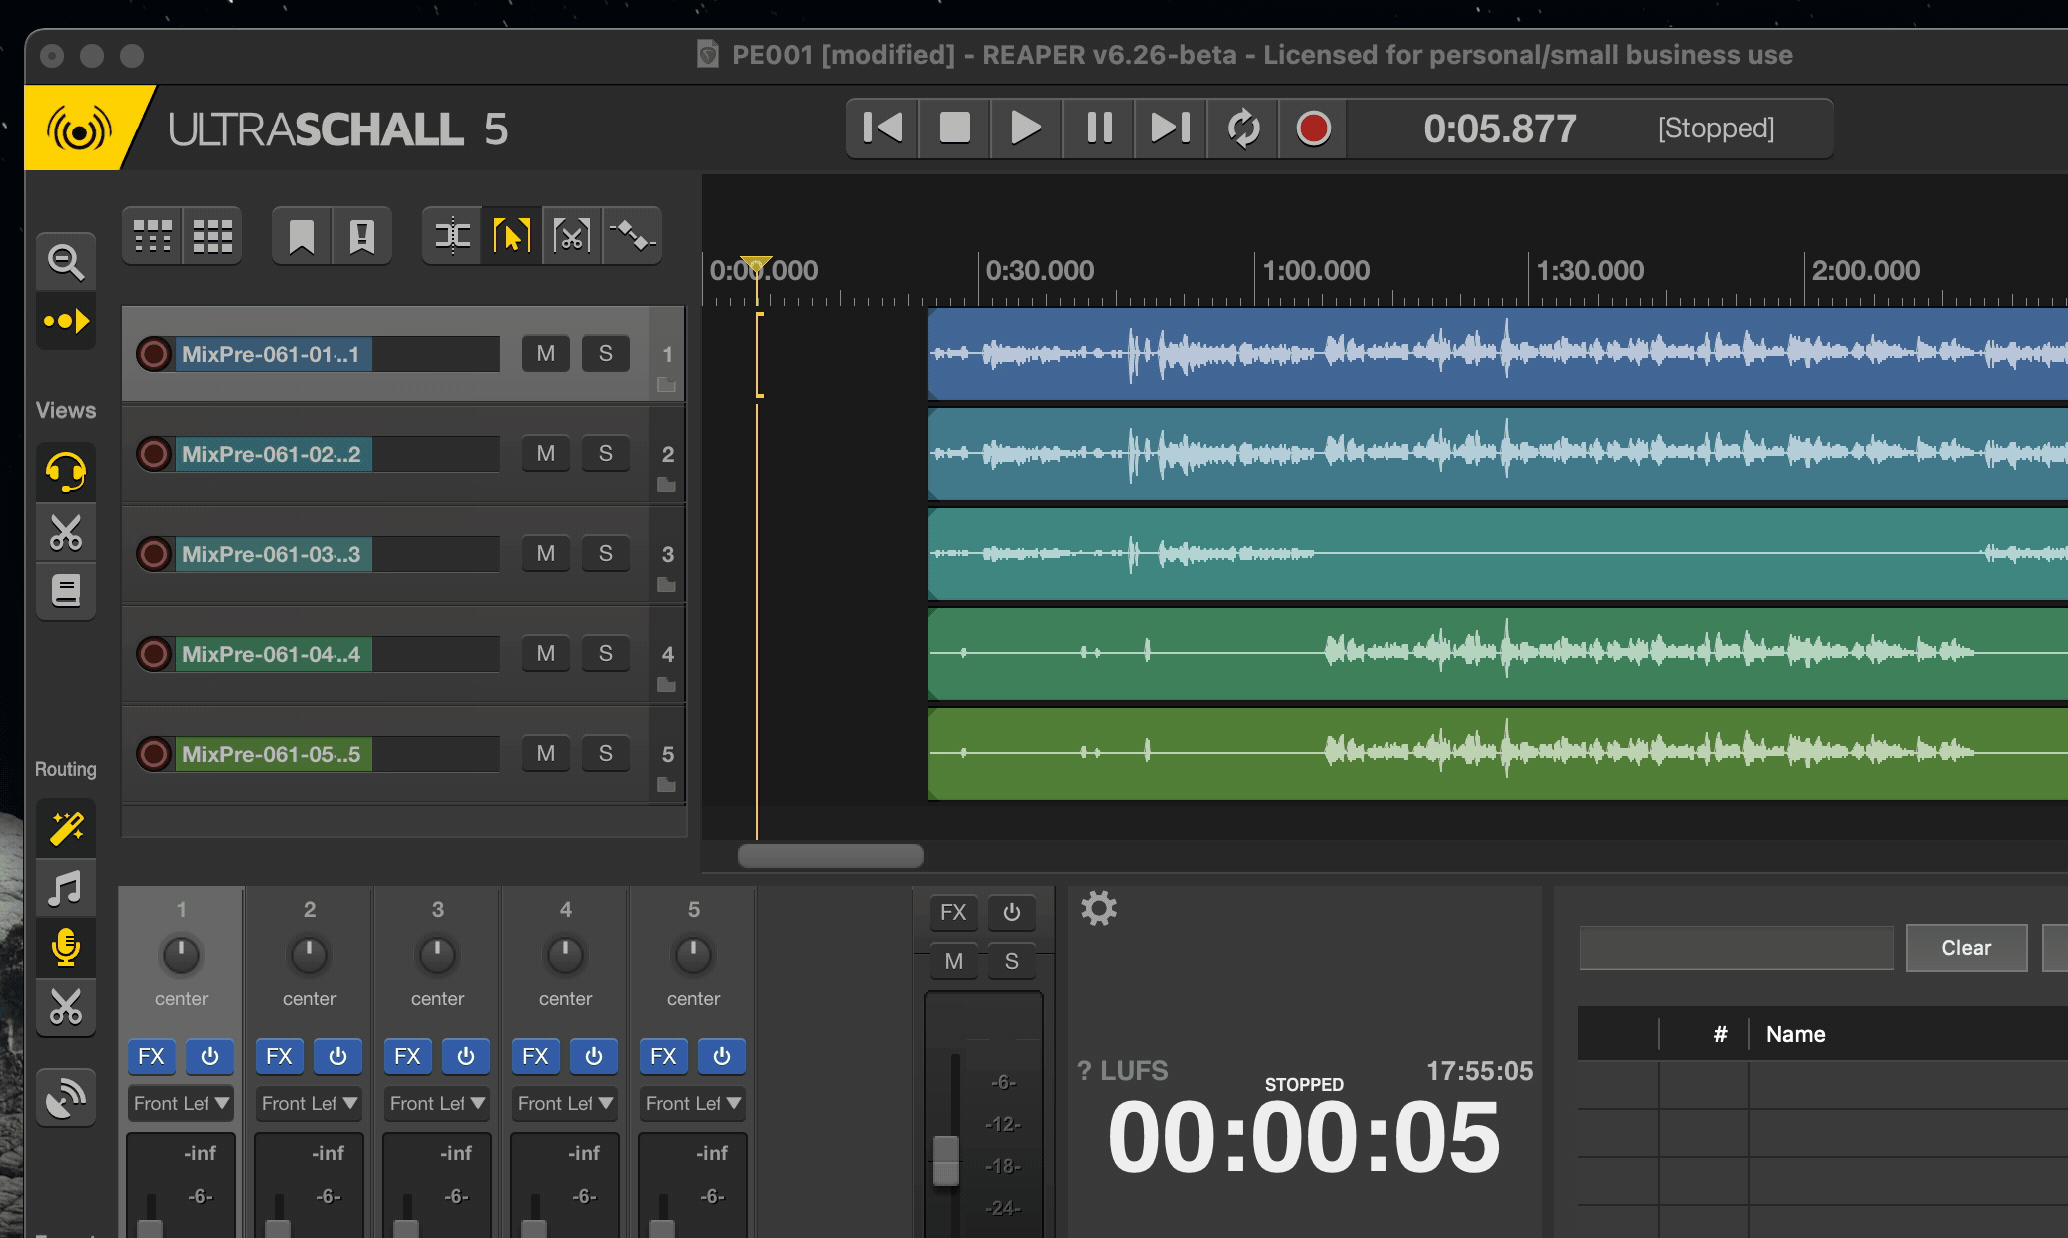 PE001 [modified] - REAPER v6.26-beta - Licensed for personal/small business use
ULTRASCHALL 5
0:05.877 [Stopped]
0:00.000 0:30.000 1:00.000 1:30.000 2:00.000
MixPre-061-01..1 M S 1
Views
MixPre-061-02..2 M S 2
MixPre-061-03..3 M S 3
MixPre-061-04..4 M S 4
Routing
MixPre-061-05..5 M S 5
1 2 3 4 5
FX
M S
center center center center center
Clear
# Name
FX FX FX FX FX
? LUFS 17:55:05
STOPPED
00:00:05
Front Lef Front Lef Front Lef Front Lef Front Lef
-inf -inf -inf -inf -inf
-6- -6- -6- -6- -6-
-6-
-12-
-18-
-24-